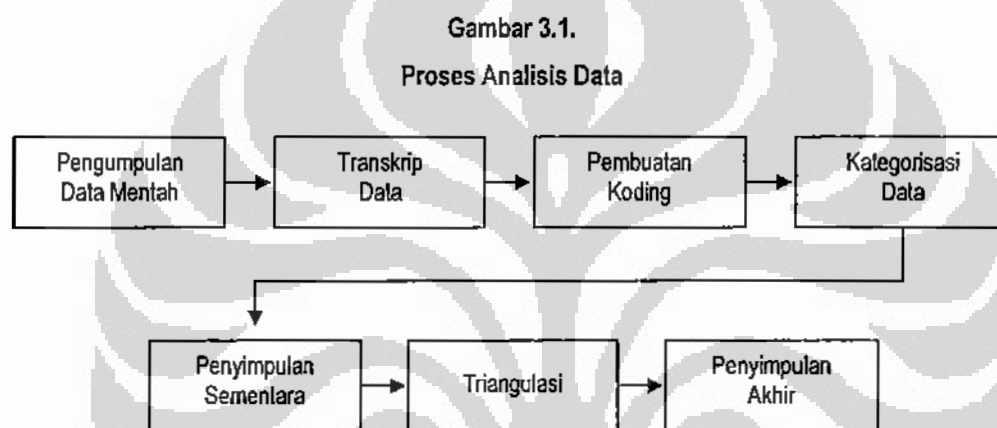 Gambar 3.1.
Proses Analisis Data
Pengumpulan
Data Mentah
Transkrip
Data
Pembuatan
Koding
Kategorisasi
Data
Penyimpulan
Sementara
Triangulasi
Penyimpulan
Akhir